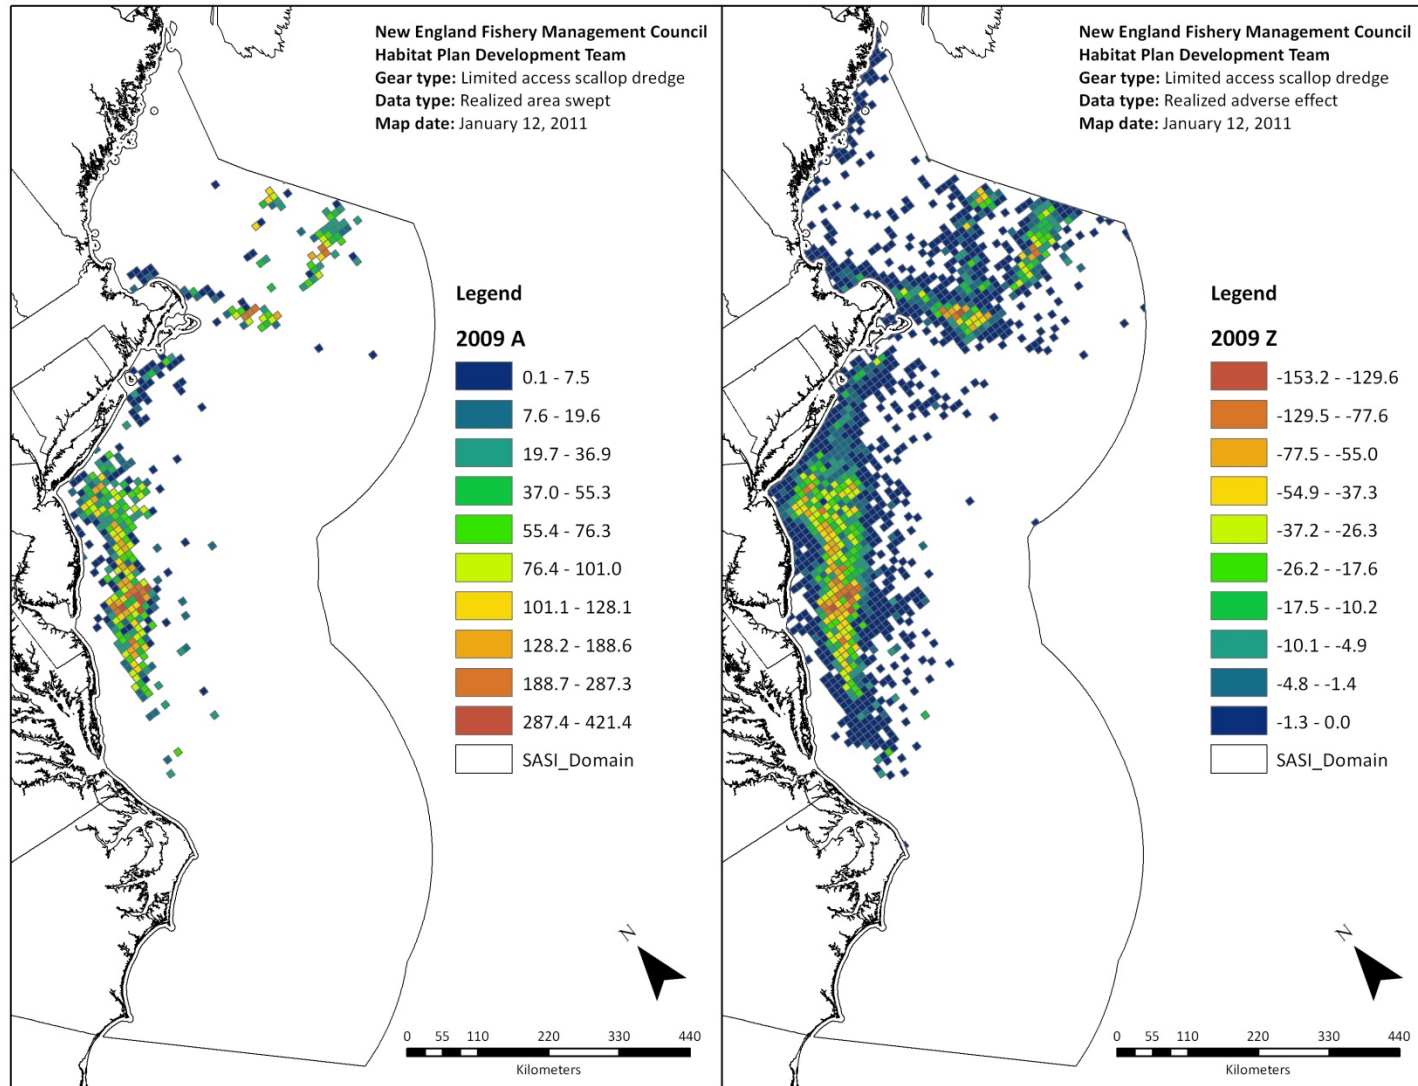 New England Fishery Management Council
Habitat Plan Development Team
Gear type: Limited access scallop dredge
Data type: Realized area swept
Map date: January 12, 2011
Legend
2009 A
0.1 - 7.5
7.6 - 19.6
19.7 - 36.9
37.0 - 55.3
55.4 - 76.3
76.4 - 101.0
101.1 - 128.1
128.2 - 188.6
188.7 - 287.3
287.4 - 421.4
SASI_Domain
N
0 55 110 220 330 440
Kilometers
New England Fishery Management Council
Habitat Plan Development Team
Gear type: Limited access scallop dredge
Data type: Realized adverse effect
Map date: January 12, 2011
Legend
2009 Z
-153.2 - -129.6
-129.5 - -77.6
-77.5 - -55.0
-54.9 - -37.3
-37.2 - -26.3
-26.2 - -17.6
-17.5 - -10.2
-10.1 - -4.9
-4.8 - -1.4
-1.3 - 0.0
SASI_Domain
N
0 55 110 220 330 440
Kilometers